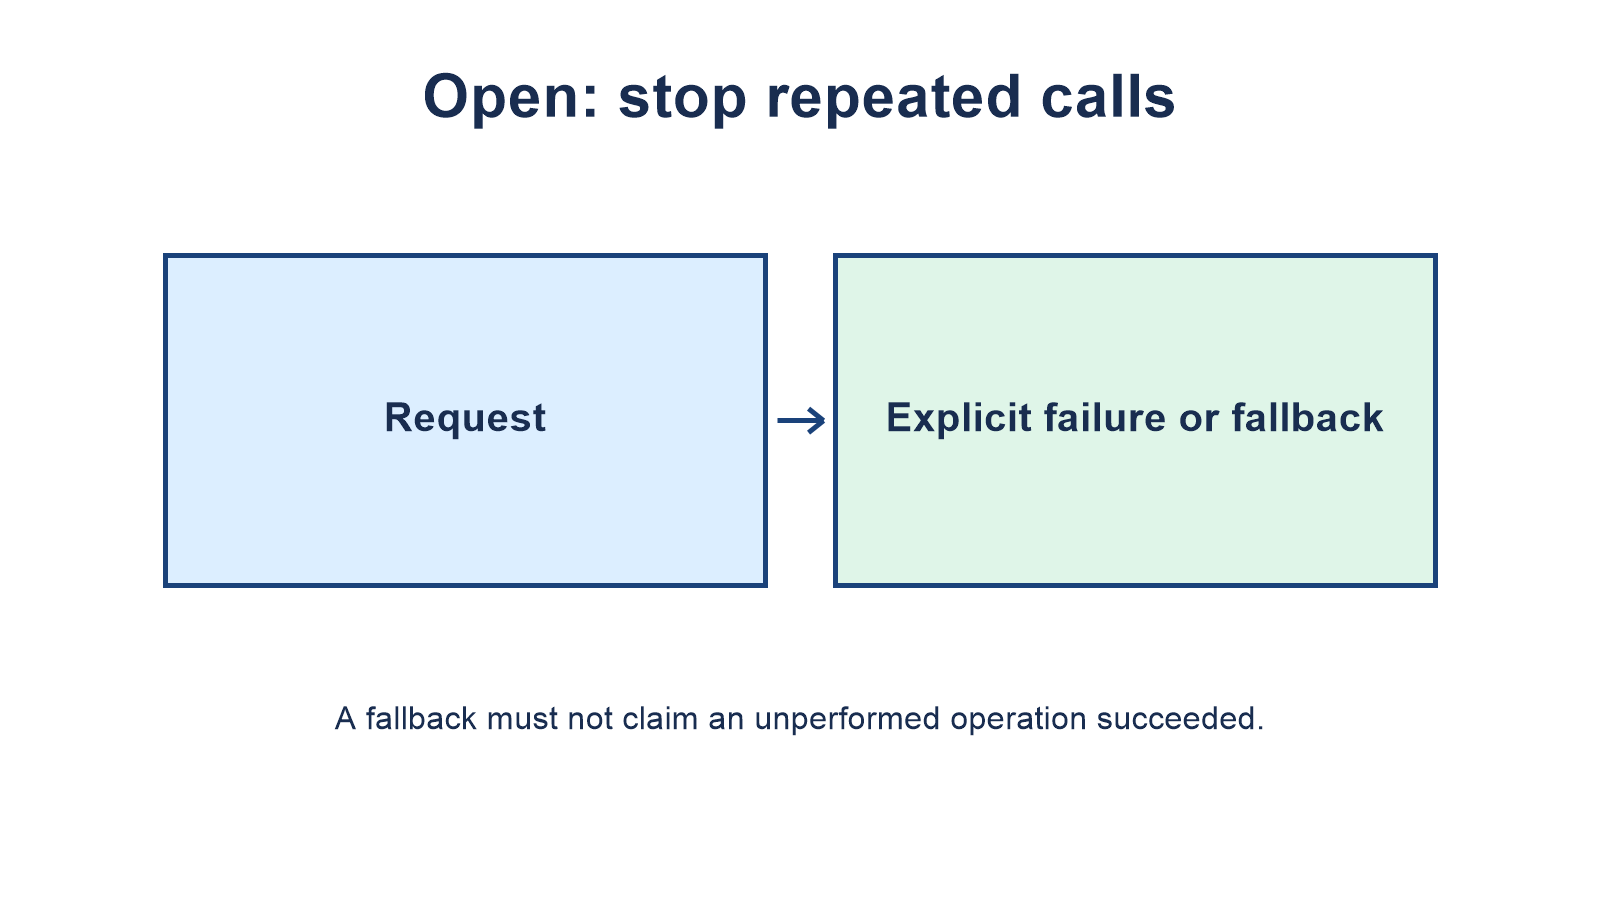 Open: stop repeated calls
Request
Explicit failure or fallback
A fallback must not claim an unperformed operation succeeded.